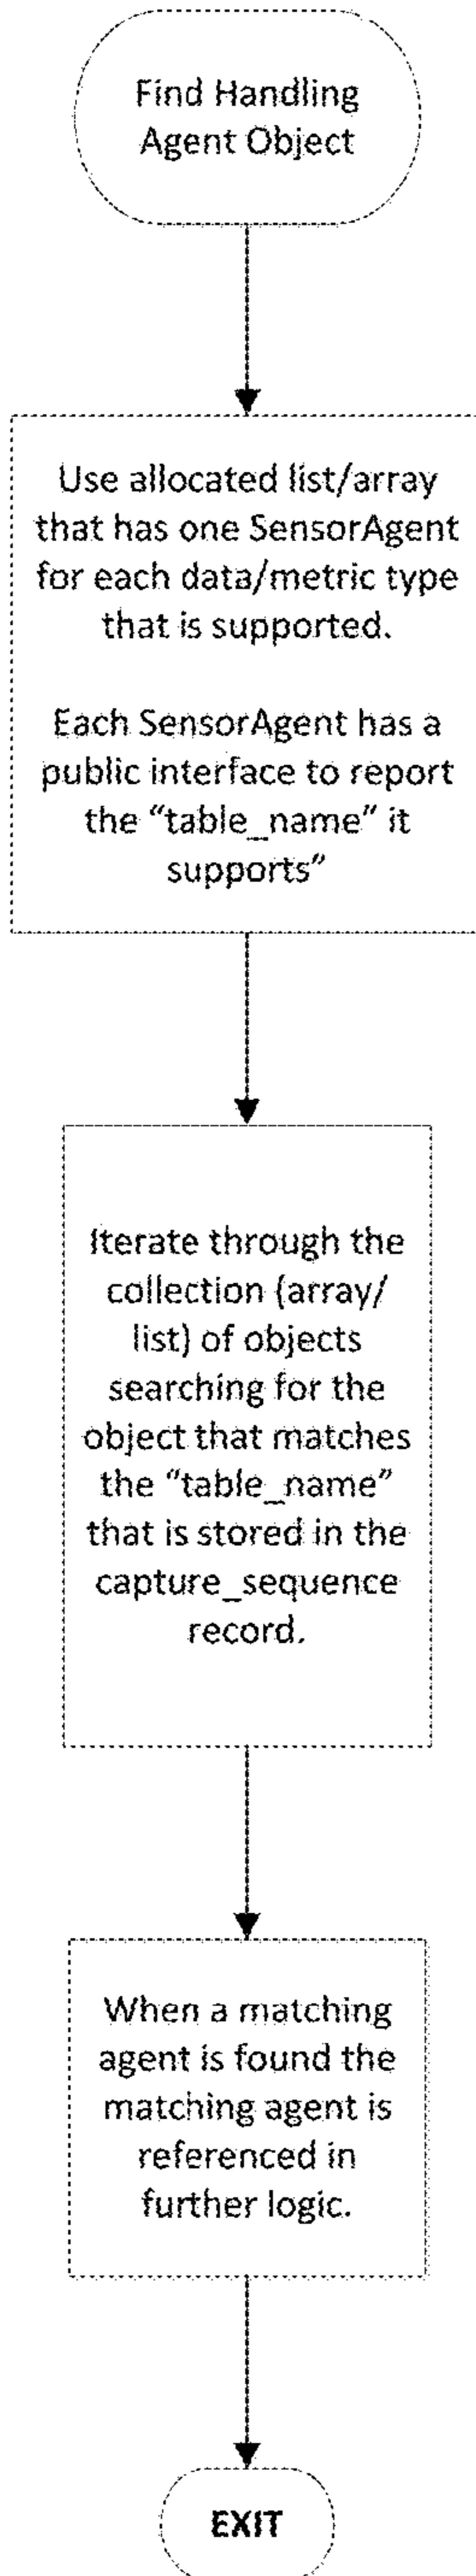 Find Handling
Agent Object
Use allocated list/array
that has one SensorAgent
for each data/metric type
that is supported.
Each SensorAgent has a
public interface to report
the “table_name” it
supports”
Iterate through the
collection (array/
list) of objects
searching for the
object that matches
the “table_name”
that is stored in the
capture_sequence
record.
When a matching
agent is found the
matching agent is
referenced in
further logic.
EXIT